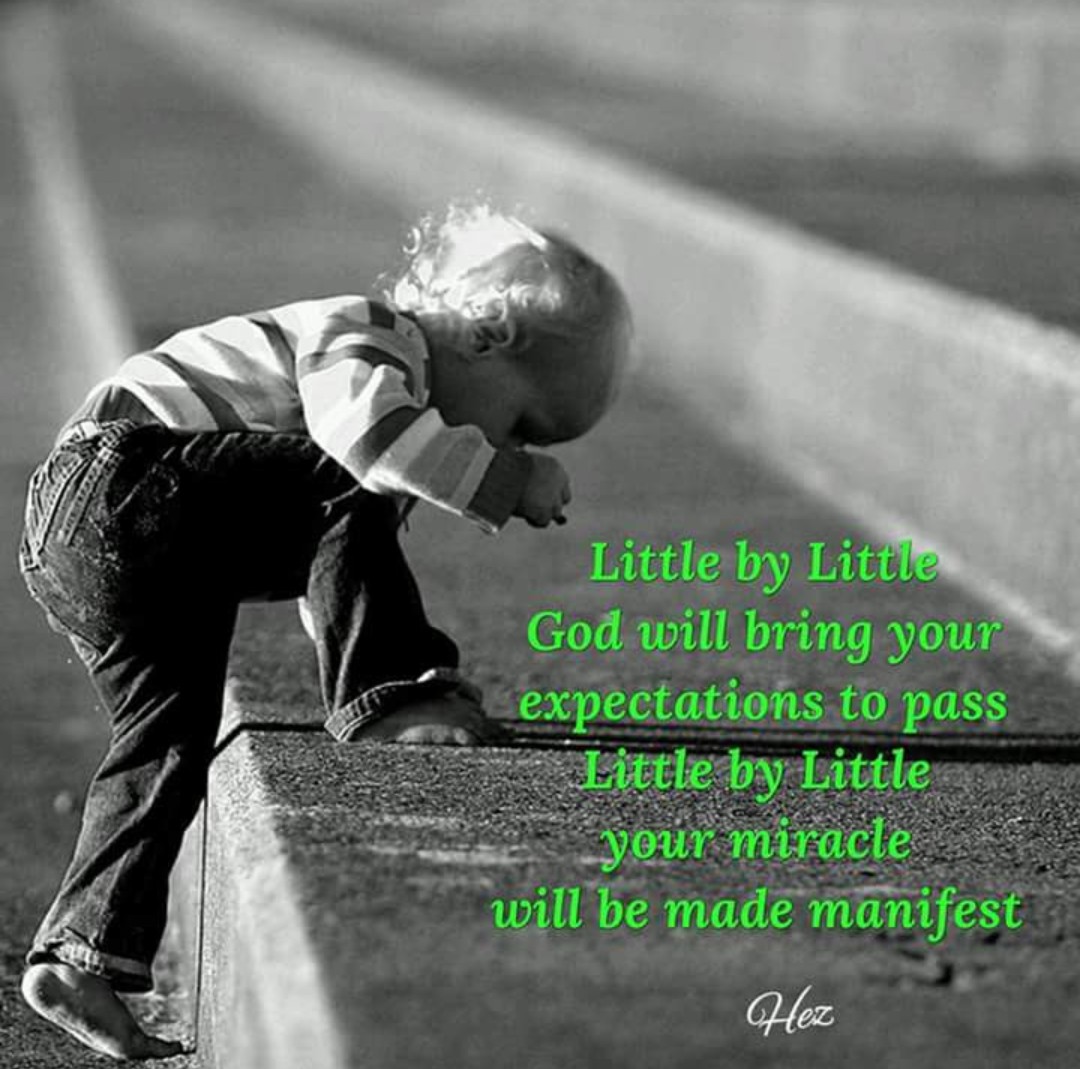 Little by Little
God will bring your
expectations to pass
Little by Little
your miracle
will be made manifest
Hez